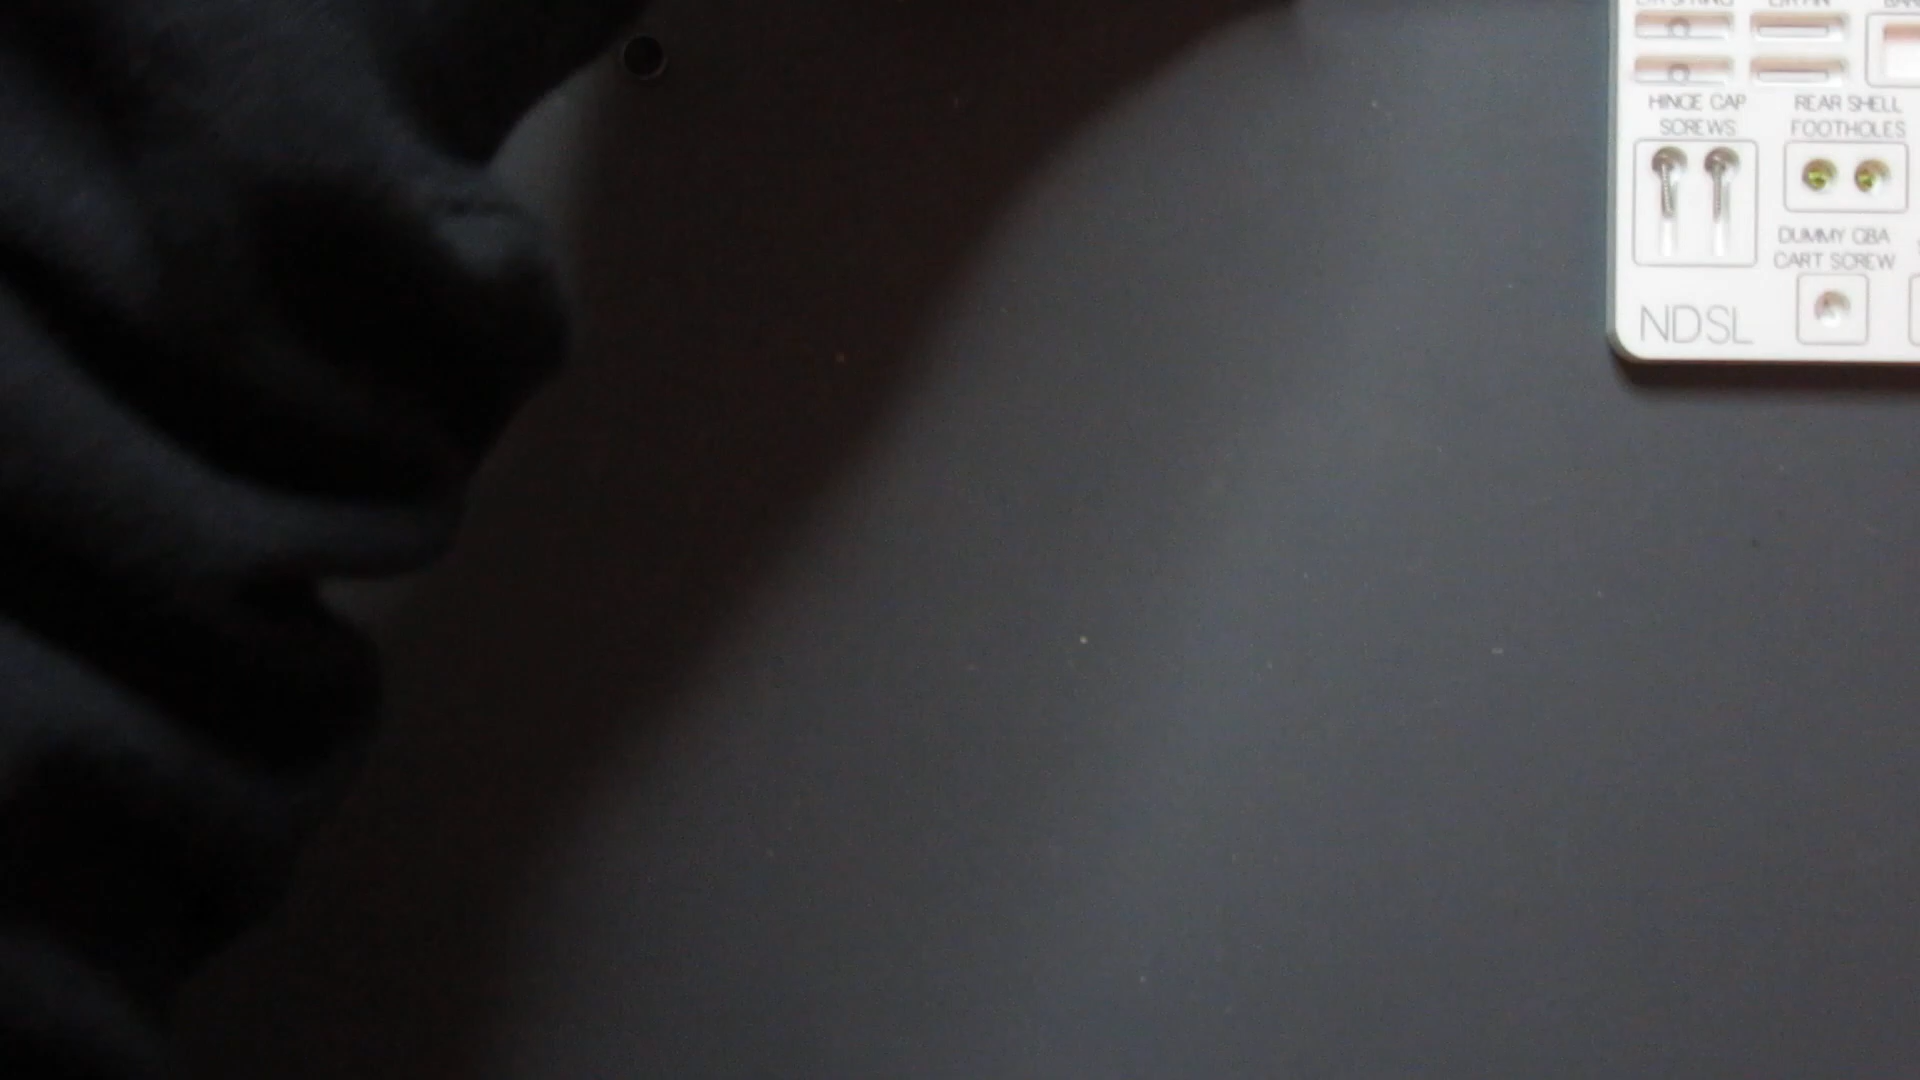 HINGE CAP
SCREWS
REAR SHELL
FOOTHOLES
DUMMY GBA
CART SCREW
NDSL